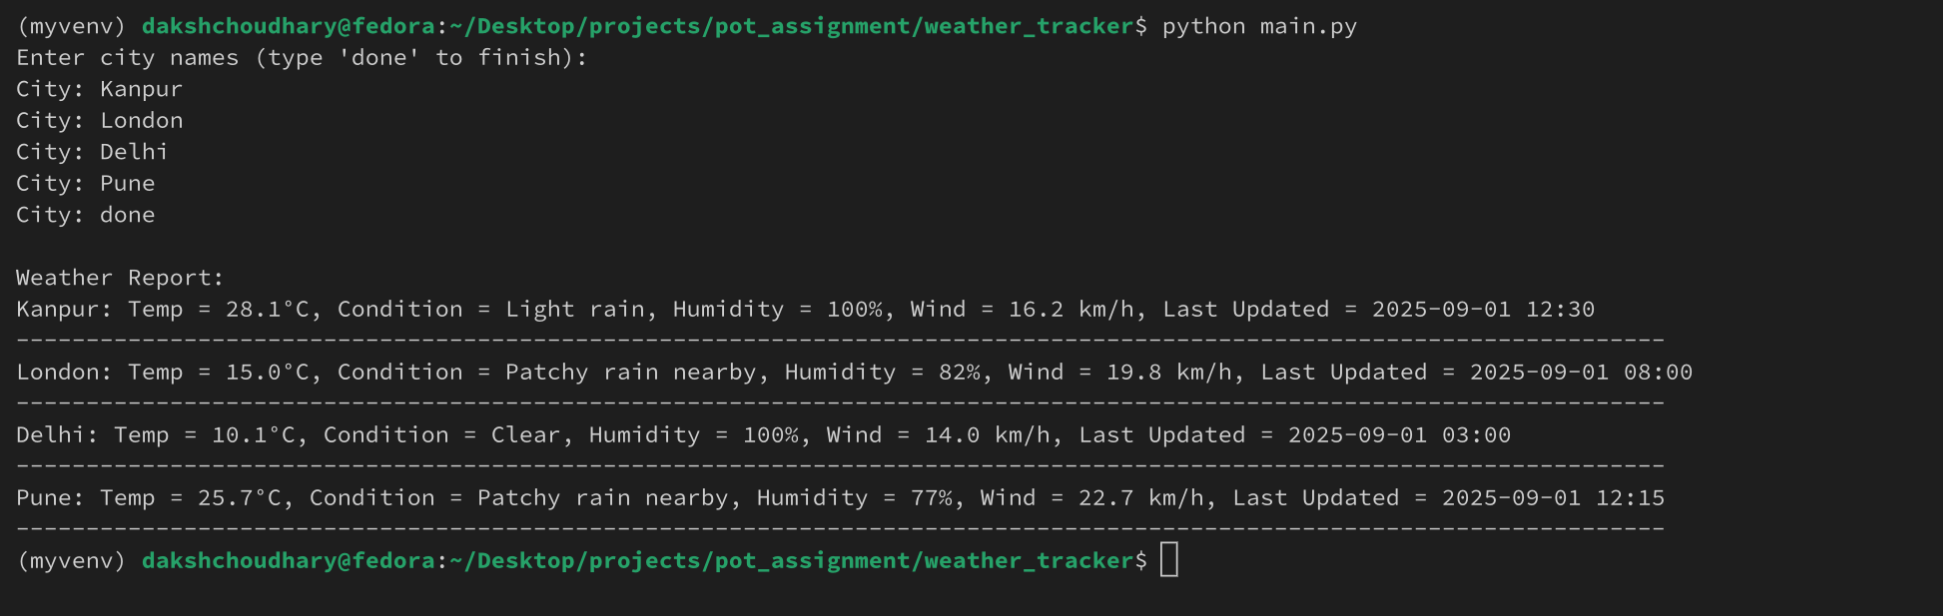 (myvenv) dakshchoudhary@fedora:~/Desktop/projects/pot_assignment/weather_tracker$ python main.py
Enter city names (type 'done' to finish):
City: Kanpur
City: London
City: Delhi
City: Pune
City: done
Weather Report:
Kanpur: Temp = 28.1°C, Condition = Light rain, Humidity = 100%, Wind = 16.2 km/h, Last Updated = 2025-09-01 12:30
----------------------------------------------------------------------------------------------------------------------
London: Temp = 15.0°C, Condition = Patchy rain nearby, Humidity = 82%, Wind = 19.8 km/h, Last Updated = 2025-09-01 08:00
----------------------------------------------------------------------------------------------------------------------
Delhi: Temp = 10.1°C, Condition = Clear, Humidity = 100%, Wind = 14.0 km/h, Last Updated = 2025-09-01 03:00
----------------------------------------------------------------------------------------------------------------------
Pune: Temp = 25.7°C, Condition = Patchy rain nearby, Humidity = 77%, Wind = 22.7 km/h, Last Updated = 2025-09-01 12:15
----------------------------------------------------------------------------------------------------------------------
(myvenv) dakshchoudhary@fedora:~/Desktop/projects/pot_assignment/weather_tracker$